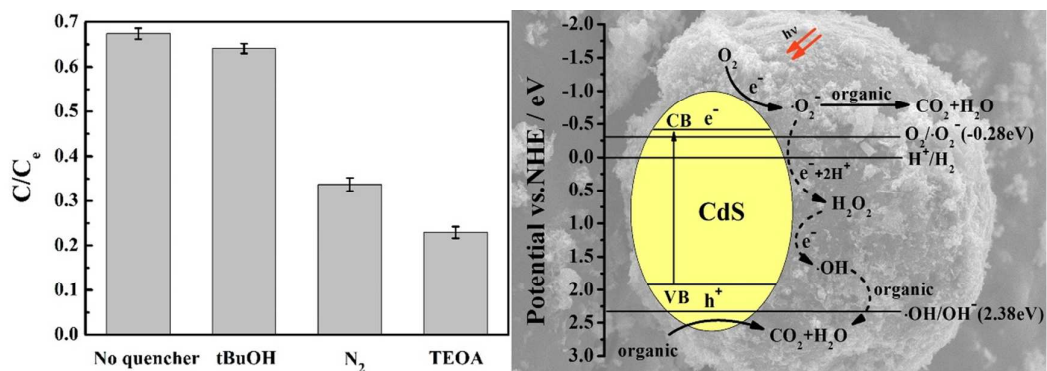 0.7
0.6
0.5
0.4
0.3
0.2
0.1
0.0
C/Cₑ
No quencher tBuOH N₂ TEOA
Potential vs.NHE / eV
-2.0
-1.5
-1.0
-0.5
0.0
0.5
1.0
1.5
2.0
2.5
3.0
hν
O₂
e⁻
·O₂⁻ organic CO₂+H₂O
CB e⁻
O₂/·O₂⁻(-0.28eV)
H⁺/H₂
e⁻+2H⁺
CdS
H₂O₂
e⁻
·OH
organic
VB h⁺
·OH/OH⁻(2.38eV)
organic CO₂+H₂O